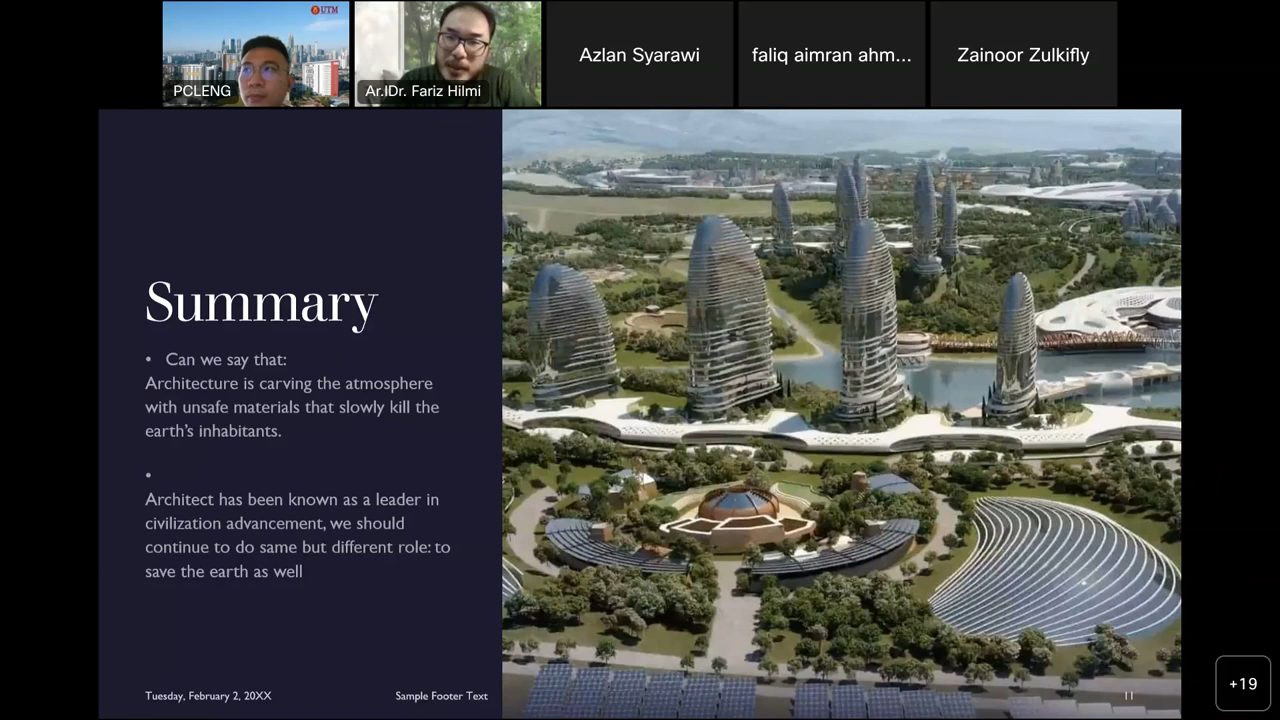 UTM
PCLENG
Ar.IDr. Fariz Hilmi
Azlan Syarawi
faliq aimran ahm...
Zainoor Zulkifly
Summary
• Can we say that:
Architecture is carving the atmosphere
with unsafe materials that slowly kill the
earth's inhabitants.
•
Architect has been known as a leader in
civilization advancement, we should
continue to do same but different role: to
save the earth as well
Tuesday, February 2, 20XX
Sample Footer Text
11
+19